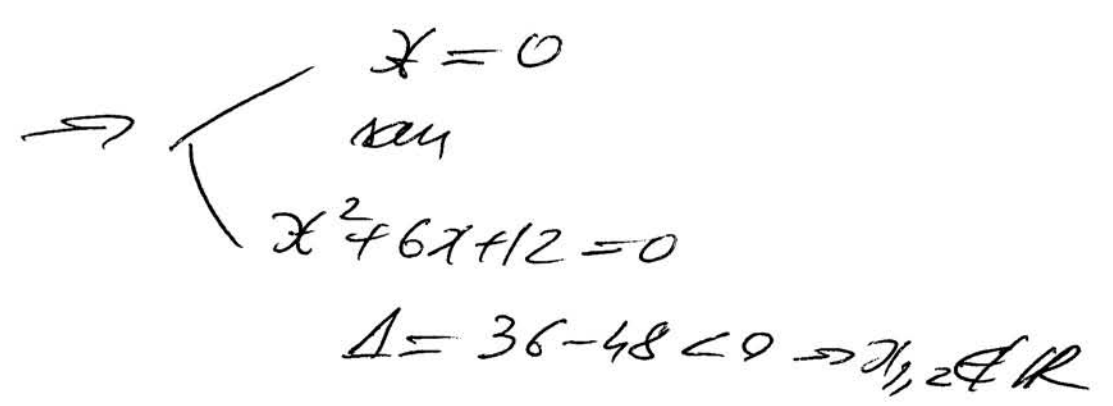 x = 0
⇒ sau
x² + 6x + 12 = 0
Δ = 36 - 48 < 0 ⇒ x₁,₂ ∉ ℝ